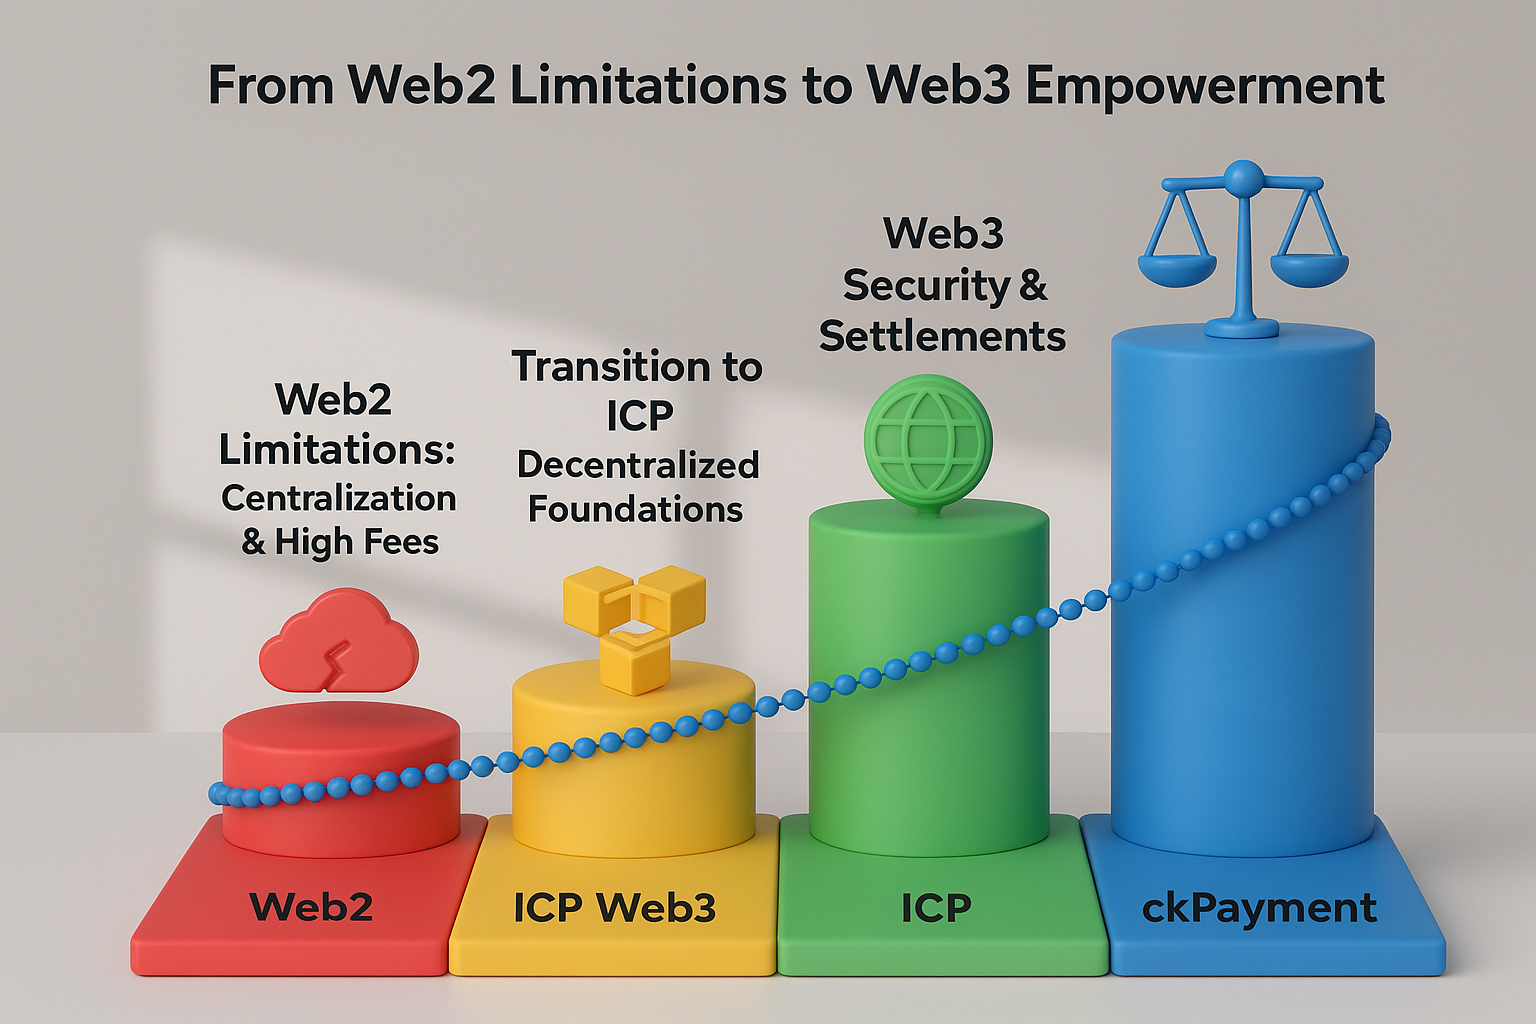 From Web2 Limitations to Web3 Empowerment
Web2
Limitations:
Centralization
& High Fees
Transition to
ICP
Decentralized
Foundations
Web3
Security &
Settlements
Web2
ICP Web3
ICP
ckPayment